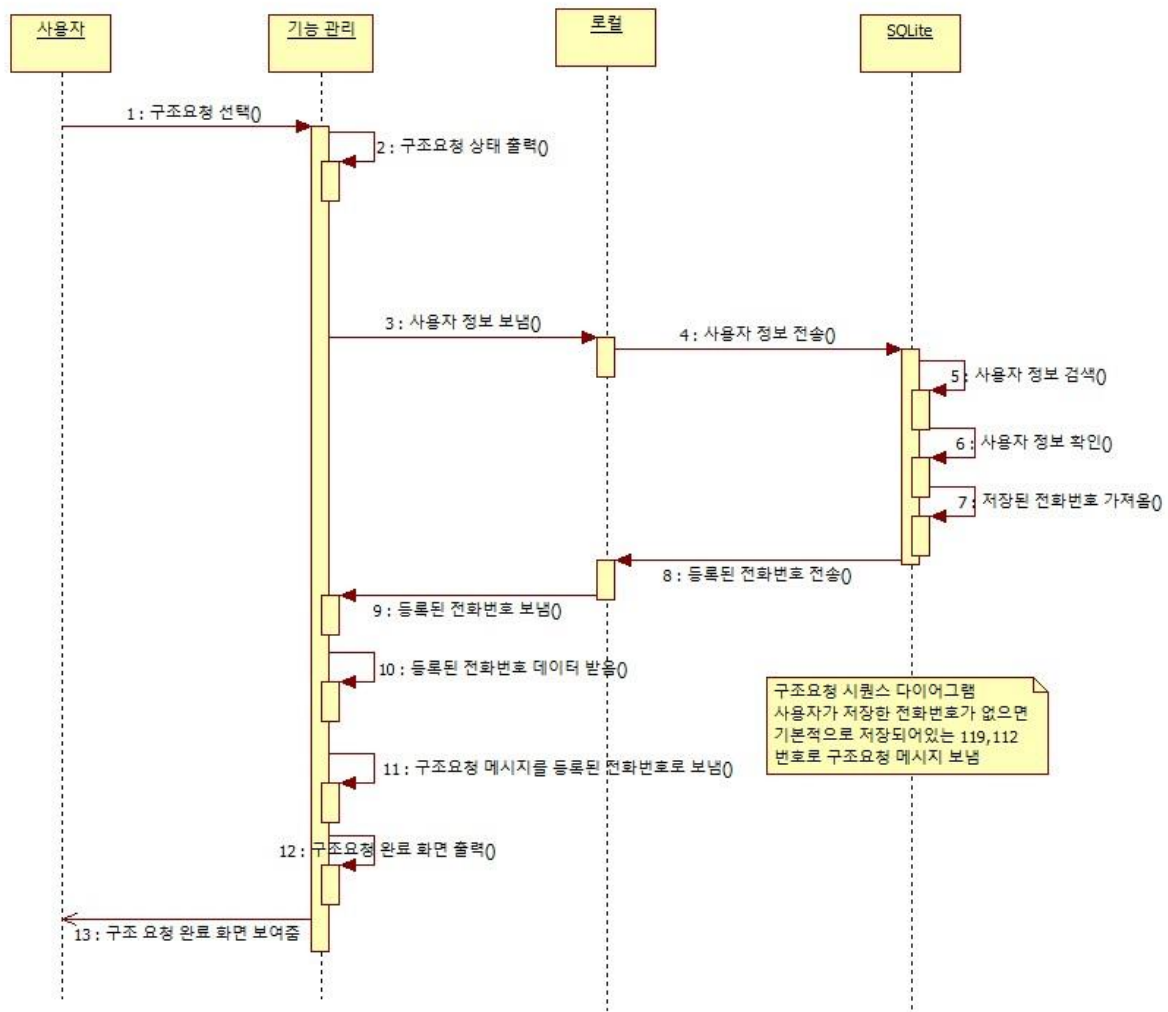 사용자
기능 관리
로컬
SQLite
1 : 구조요청 선택()
2 : 구조요청 상태 출력()
3 : 사용자 정보 보냄()
4 : 사용자 정보 전송()
5 : 사용자 정보 검색()
6 : 사용자 정보 확인()
7 : 저장된 전화번호 가져옴()
8 : 등록된 전화번호 전송()
9 : 등록된 전화번호 보냄()
10 : 등록된 전화번호 데이터 받음()
구조요청 시퀀스 다이어그램
사용자가 저장한 전화번호가 없으면
기본적으로 저장되어있는 119,112
번호로 구조요청 메시지 보냄
11 : 구조요청 메시지를 등록된 전화번호로 보냄()
12 : 구조요청 완료 화면 출력()
13 : 구조 요청 완료 화면 보여줌